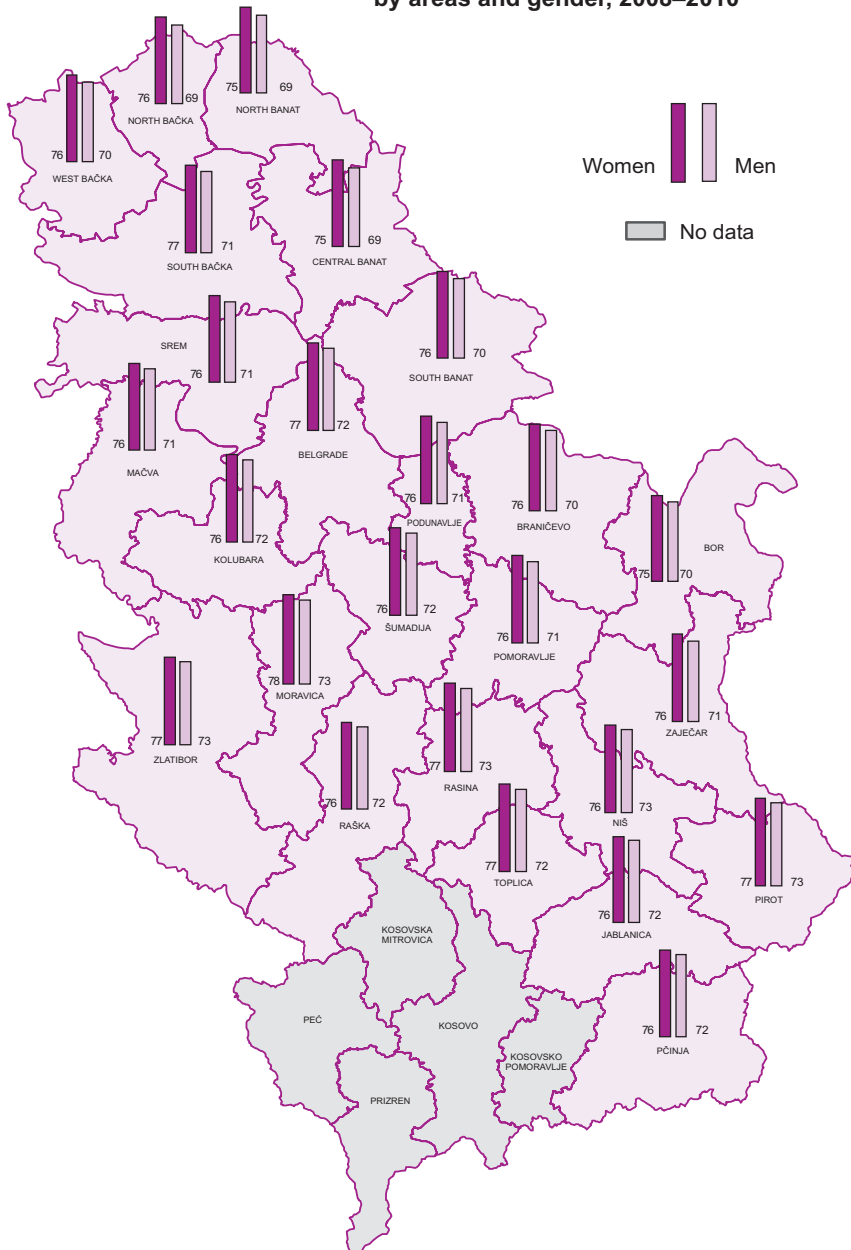 by areas and gender, 2008–2010
75 69
NORTH BANAT
76 69
NORTH BAČKA
76 70
WEST BAČKA
Women Men
No data
77 71
SOUTH BAČKA
75 69
CENTRAL BANAT
SREM
76 71
76 70
SOUTH BANAT
77 72
BELGRADE
76 71
MAČVA
76 71
PODUNAVLJE
76 70
BRANIČEVO
76 72
KOLUBARA
BOR
75 70
76 72
ŠUMADIJA
76 71
POMORAVLJE
78 73
MORAVICA
76 71
ZAJEČAR
77 73
ZLATIBOR
77 73
RASINA
76 72
RAŠKA
76 73
NIŠ
77 72
TOPLICA
77 73
PIROT
76 72
JABLANICA
KOSOVSKA
MITROVICA
PEĆ
KOSOVO
76 72
PČINJA
KOSOVSKO
POMORAVLJE
PRIZREN